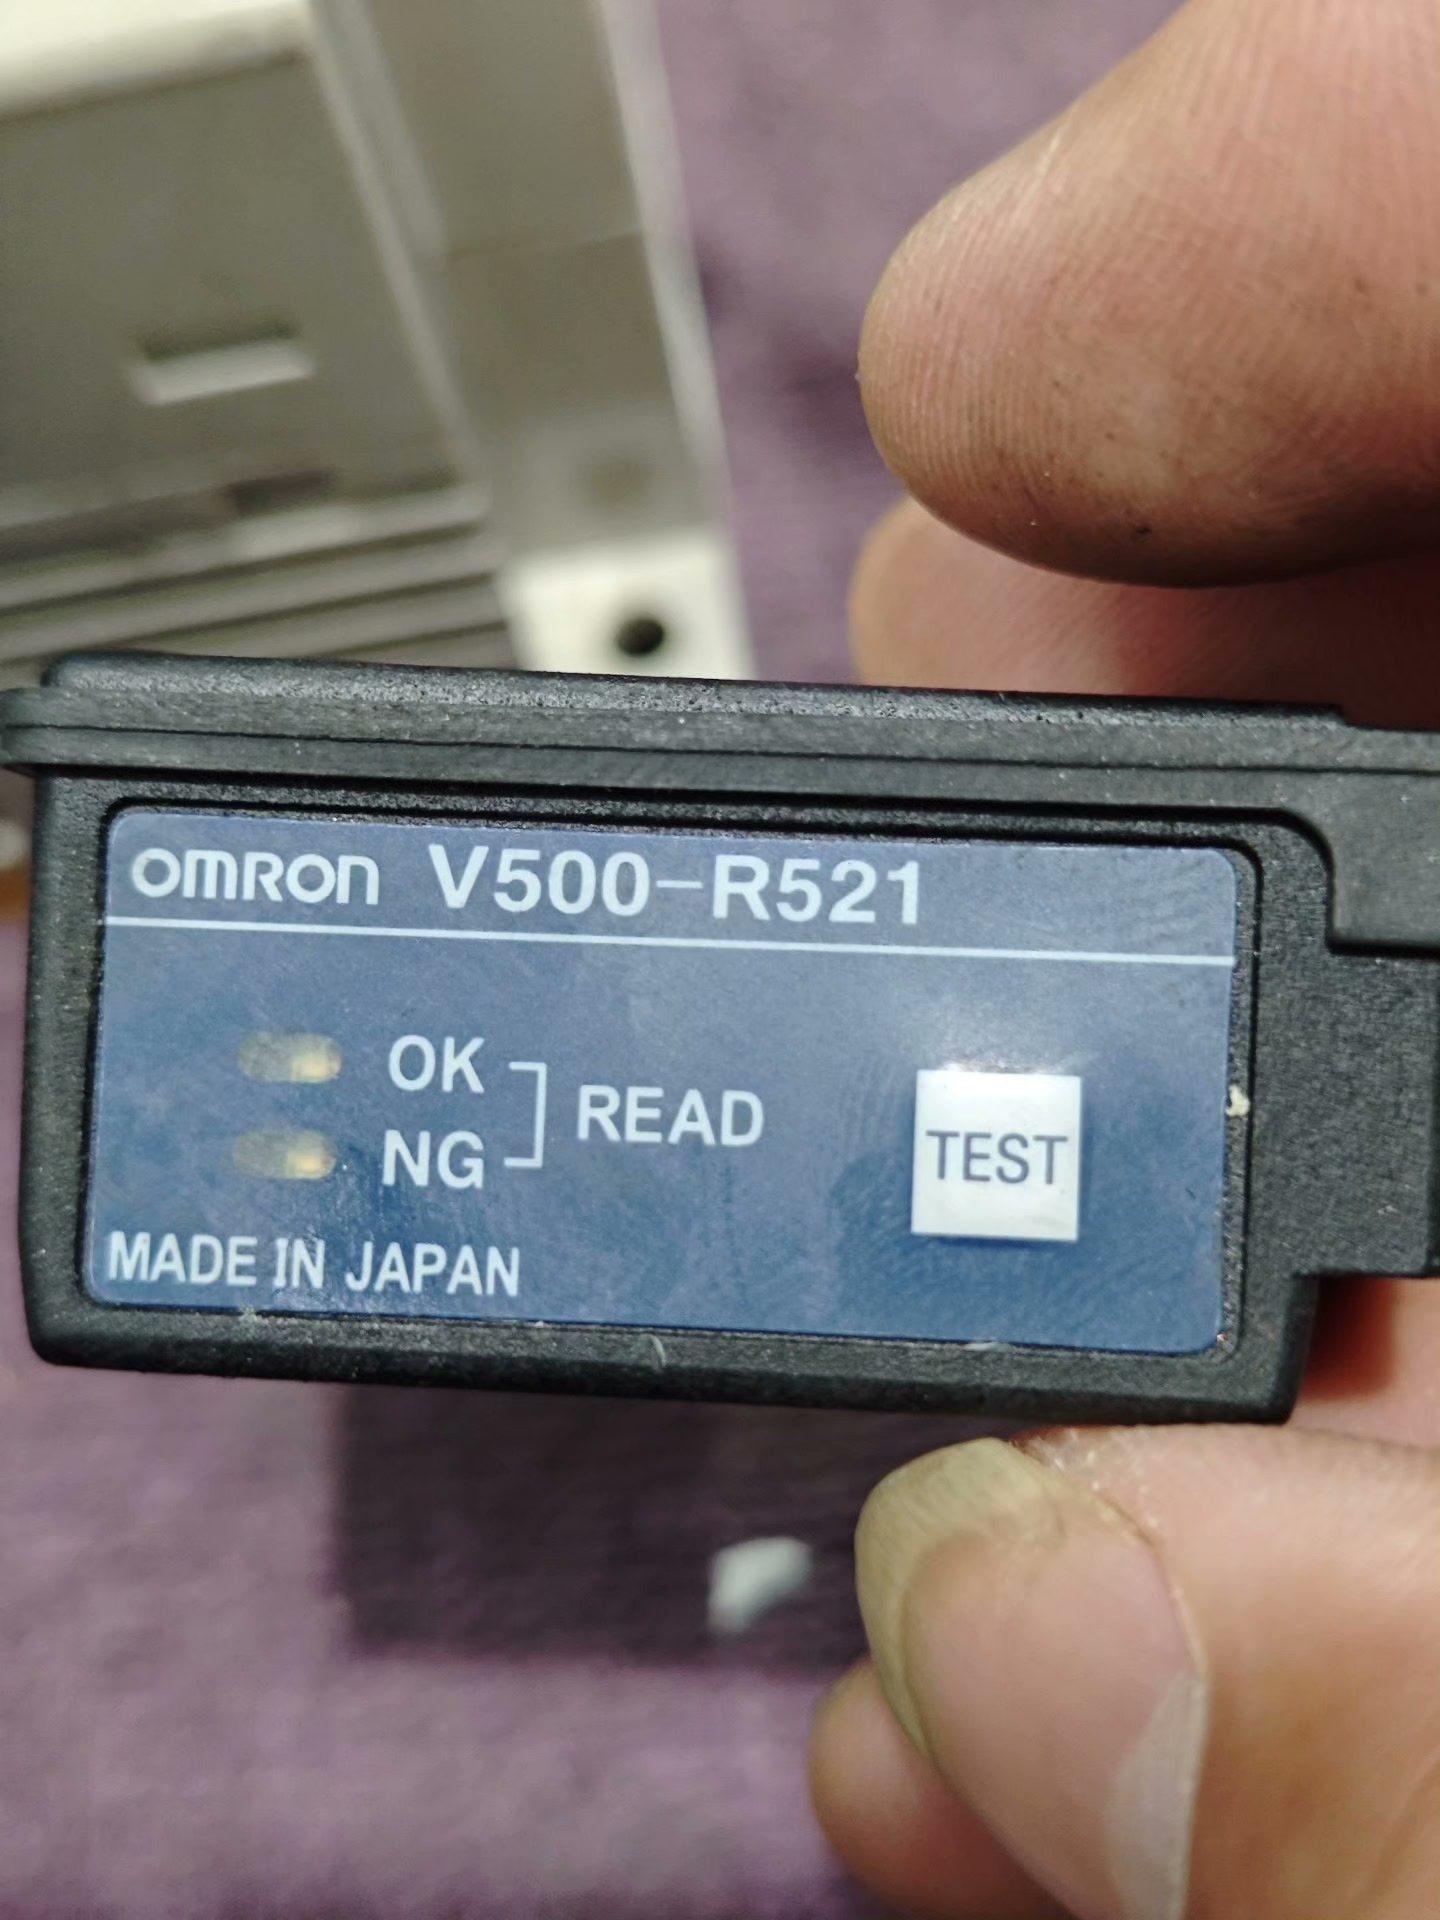 OMRON V500-R521
OK
NG
READ
TEST
MADE IN JAPAN